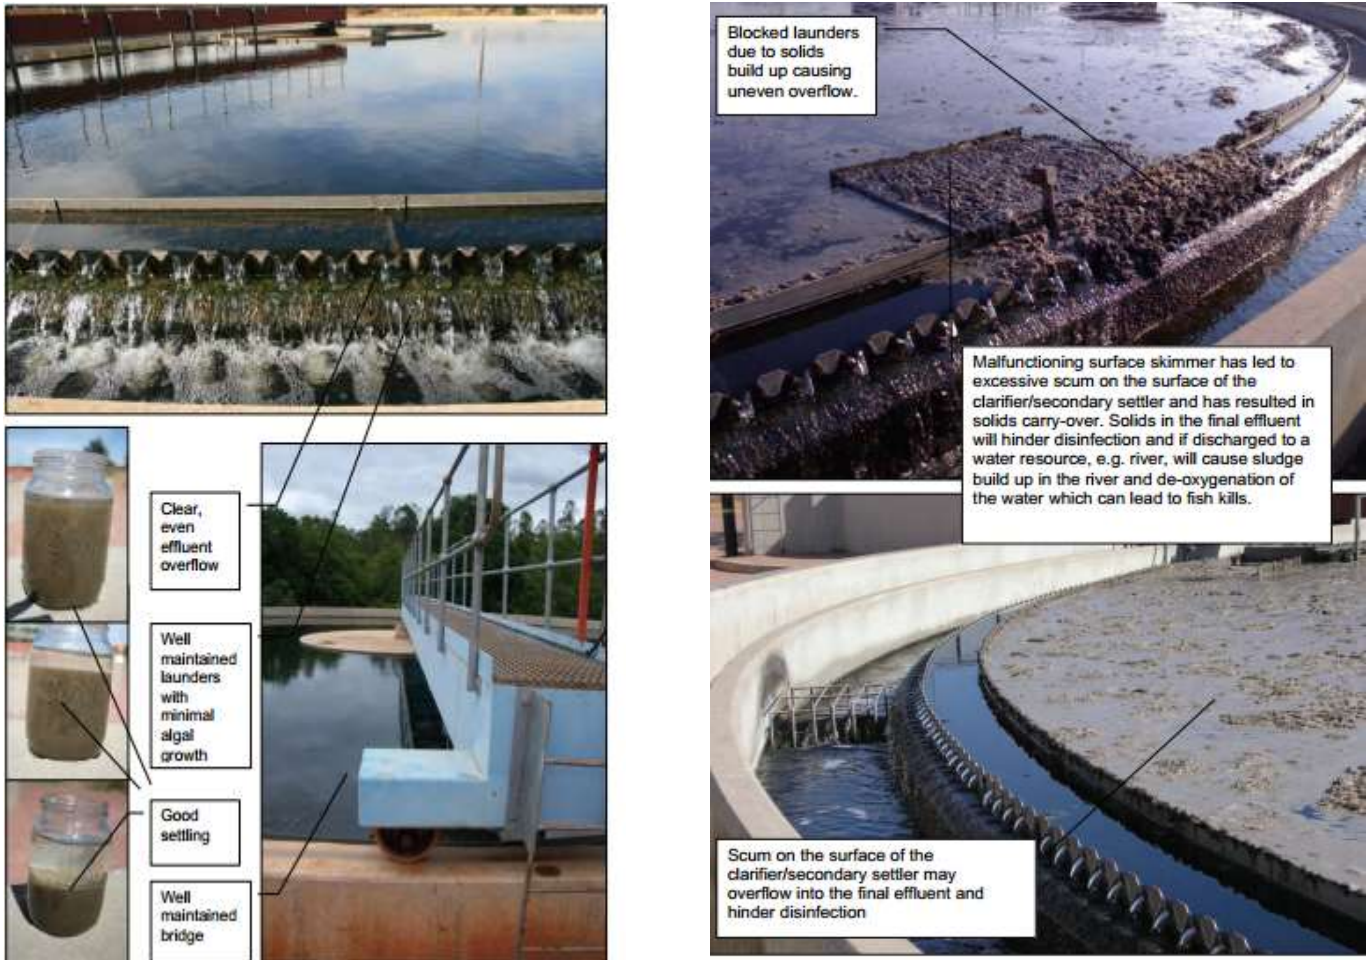 Clear,
even
effluent
overflow
Well
maintained
launders
with
minimal
algal
growth
Good
settling
Well
maintained
bridge
Blocked launders
due to solids
build up causing
uneven overflow.
Malfunctioning surface skimmer has led to
excessive scum on the surface of the
clarifier/secondary settler and has resulted in
solids carry-over. Solids in the final effluent
will hinder disinfection and if discharged to a
water resource, e.g. river, will cause sludge
build up in the river and de-oxygenation of
the water which can lead to fish kills.
Scum on the surface of the
clarifier/secondary settler may
overflow into the final effluent and
hinder disinfection